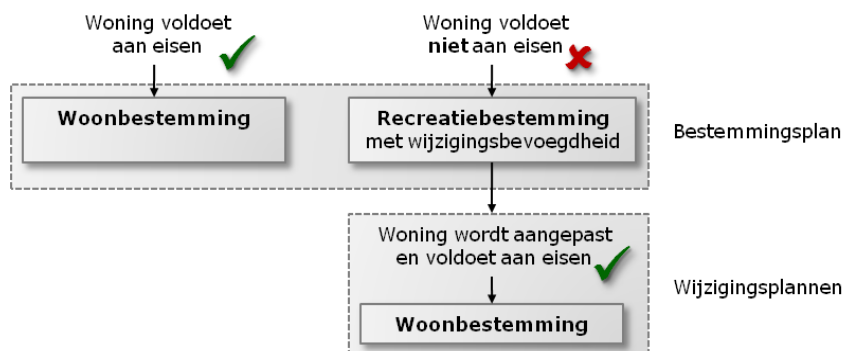 Woning voldoet
aan eisen
Woning voldoet
niet aan eisen
Woonbestemming
Recreatiebestemming
met wijzigingsbevoegdheid
Bestemmingsplan
Woning wordt aangepast
en voldoet aan eisen
Wijzigingsplannen
Woonbestemming